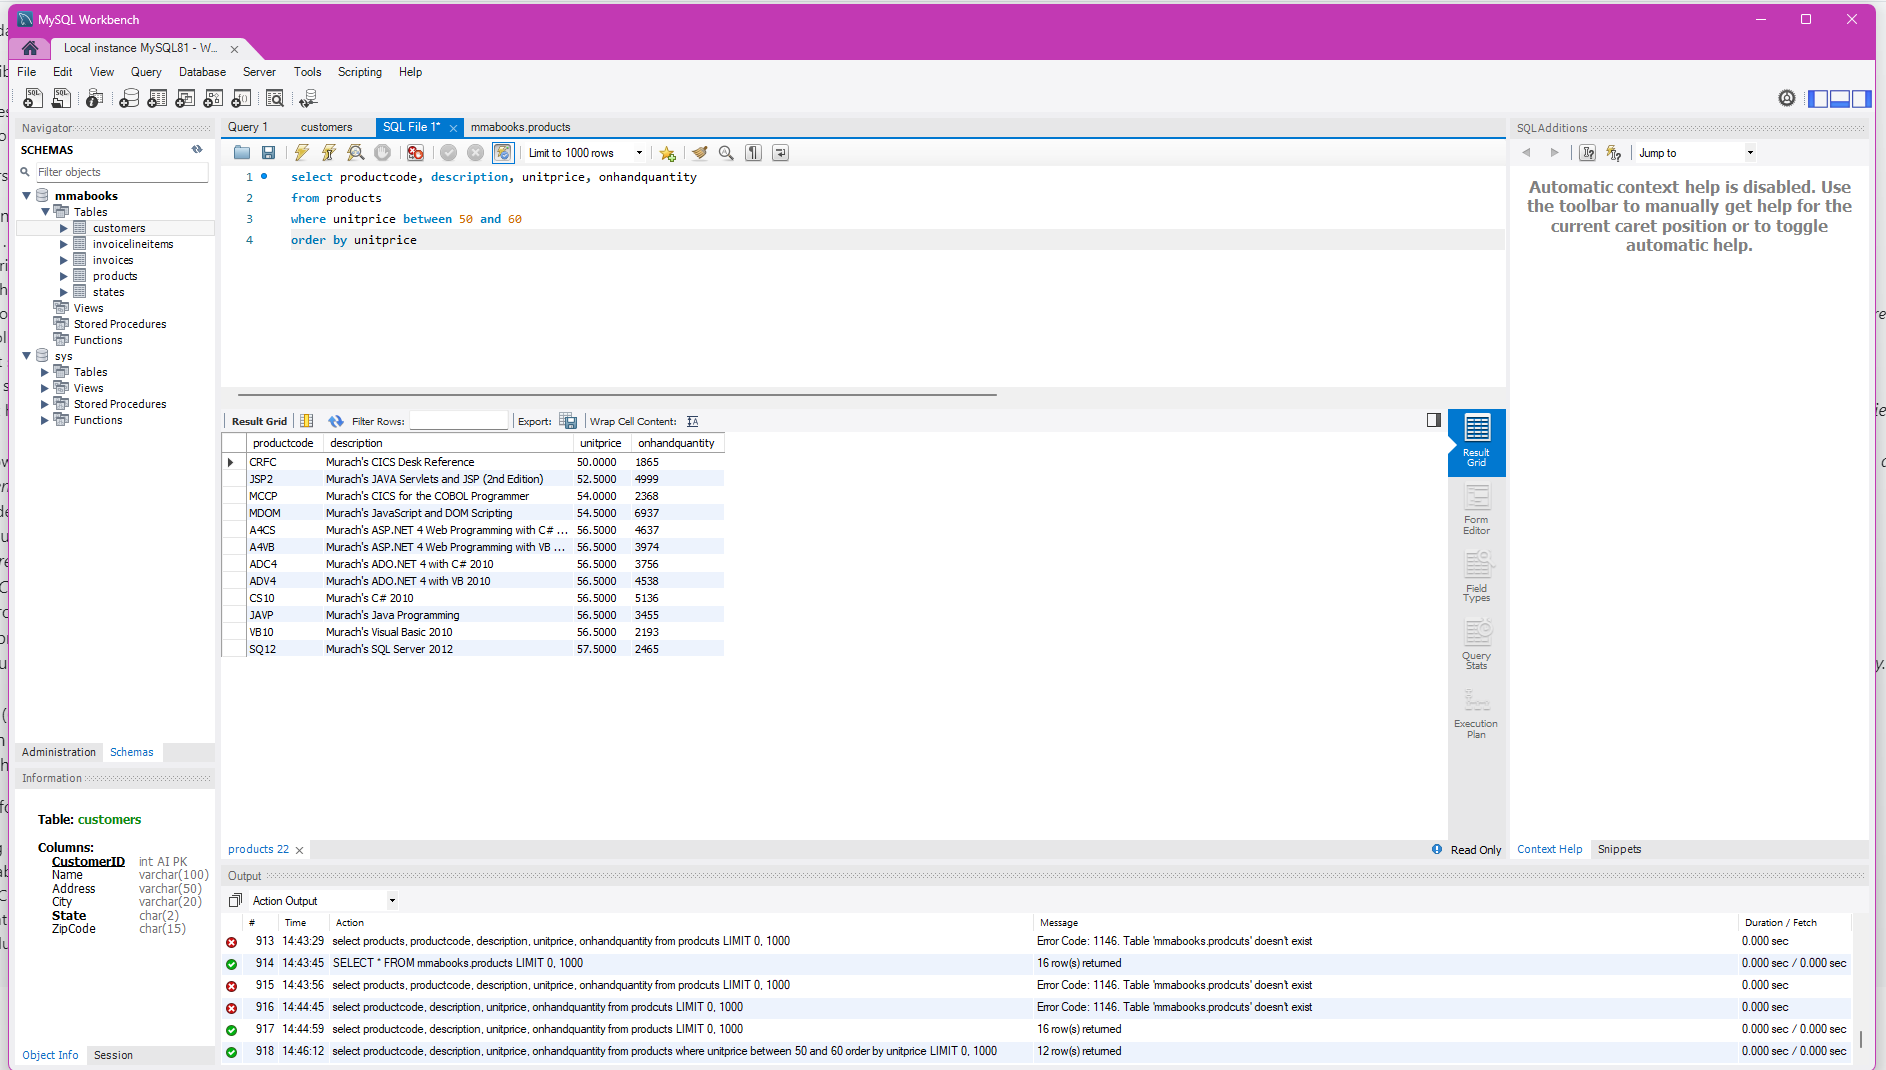 MySQL Workbench
Local instance MySQL81 - W...
File Edit View Query Database Server Tools Scripting Help
Navigator
SCHEMAS
Filter objects
mmabooks
Tables
customers
invoicelineitems
invoices
products
states
Views
Stored Procedures
Functions
sys
Tables
Views
Stored Procedures
Functions
Administration Schemas
Information
Table: customers
Columns:
CustomerID int AI PK
Name varchar(100)
Address varchar(50)
City varchar(20)
State char(2)
ZipCode char(15)
Object Info Session
Query 1 customers SQL File 1* mmabooks.products
Limit to 1000 rows
1 select productcode, description, unitprice, onhandquantity
2 from products
3 where unitprice between 50 and 60
4 order by unitprice
Result Grid Filter Rows: Export: Wrap Cell Content:
productcode description unitprice onhandquantity
CRFC Murach's CICS Desk Reference 50.0000 1865
JSP2 Murach's JAVA Servlets and JSP (2nd Edition) 52.5000 4999
MCCP Murach's CICS for the COBOL Programmer 54.0000 2368
MDOM Murach's JavaScript and DOM Scripting 54.5000 6937
A4CS Murach's ASP.NET 4 Web Programming with C# ... 56.5000 4637
A4VB Murach's ASP.NET 4 Web Programming with VB ... 56.5000 3974
ADC4 Murach's ADO.NET 4 with C# 2010 56.5000 3756
ADV4 Murach's ADO.NET 4 with VB 2010 56.5000 4538
CS10 Murach's C# 2010 56.5000 5136
JAVP Murach's Java Programming 56.5000 3455
VB10 Murach's Visual Basic 2010 56.5000 2193
SQ12 Murach's SQL Server 2012 57.5000 2465
Result Grid
Form Editor
Field Types
Query Stats
Execution Plan
products 22
Read Only
SQLAdditions
Jump to
Automatic context help is disabled. Use
the toolbar to manually get help for the
current caret position or to toggle
automatic help.
Context Help Snippets
Output
Action Output
# Time Action Message Duration / Fetch
913 14:43:29 select products, productcode, description, unitprice, onhandquantity from prodcuts LIMIT 0, 1000 Error Code: 1146. Table 'mmabooks.prodcuts' doesn't exist 0.000 sec
914 14:43:45 SELECT * FROM mmabooks.products LIMIT 0, 1000 16 row(s) returned 0.000 sec / 0.000 sec
915 14:43:56 select products, productcode, description, unitprice, onhandquantity from prodcuts LIMIT 0, 1000 Error Code: 1146. Table 'mmabooks.prodcuts' doesn't exist 0.000 sec
916 14:44:45 select productcode, description, unitprice, onhandquantity from prodcuts LIMIT 0, 1000 Error Code: 1146. Table 'mmabooks.prodcuts' doesn't exist 0.000 sec
917 14:44:59 select productcode, description, unitprice, onhandquantity from products LIMIT 0, 1000 16 row(s) returned 0.000 sec / 0.000 sec
918 14:46:12 select productcode, description, unitprice, onhandquantity from products where unitprice between 50 and 60 order by unitprice LIMIT 0, 1000 12 row(s) returned 0.000 sec / 0.000 sec